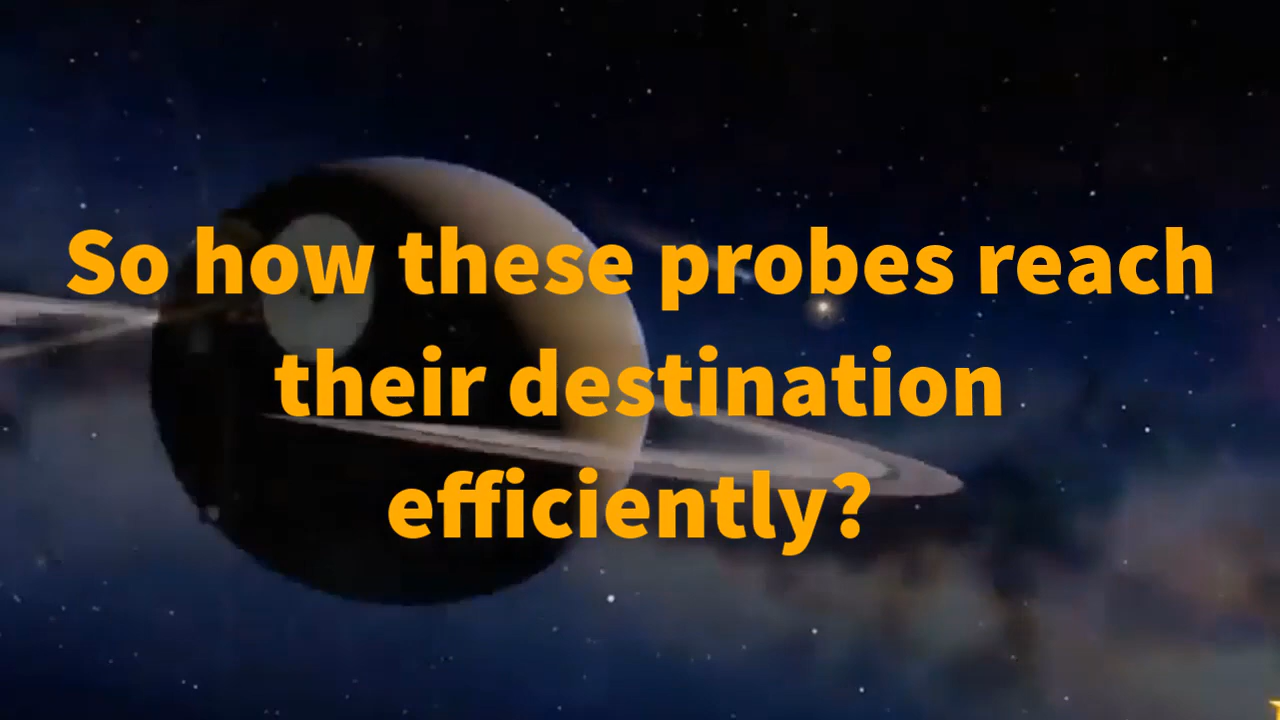 So how these probes reach
their destination
efficiently?